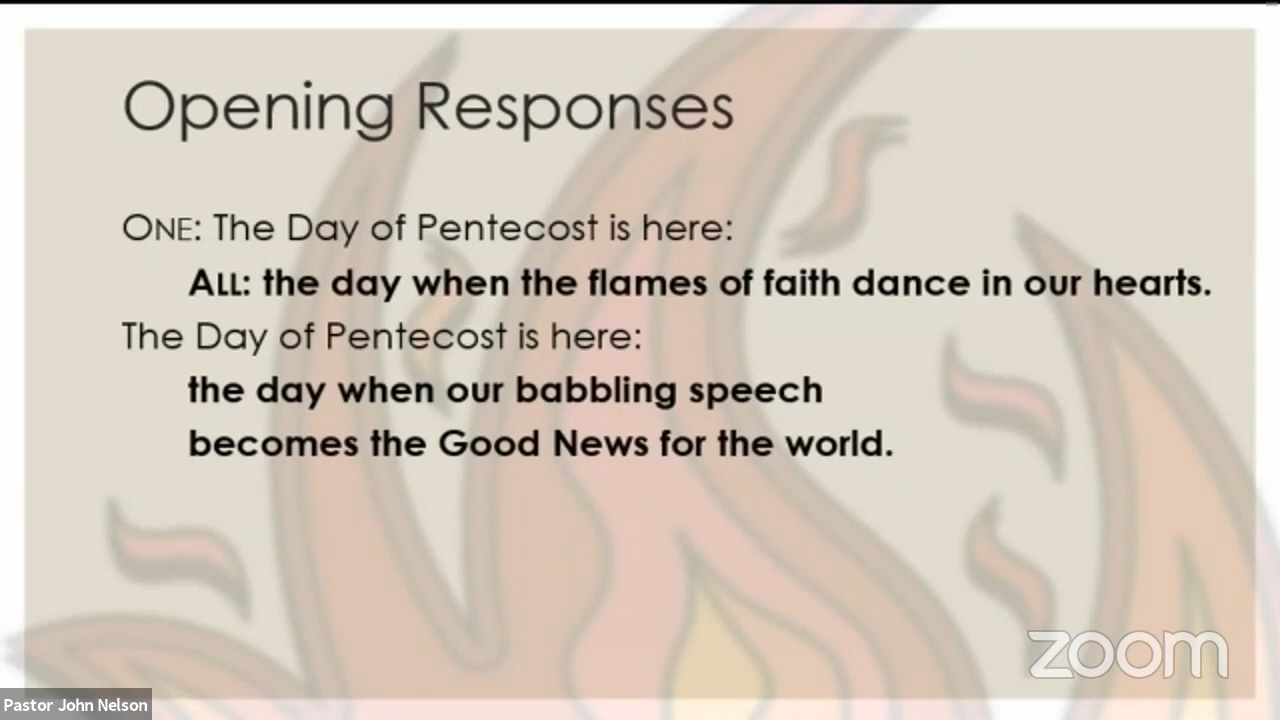 Opening Responses
ONE: The Day of Pentecost is here:
ALL: the day when the flames of faith dance in our hearts.
The Day of Pentecost is here:
the day when our babbling speech
becomes the Good News for the world.
zoom
Pastor John Nelson